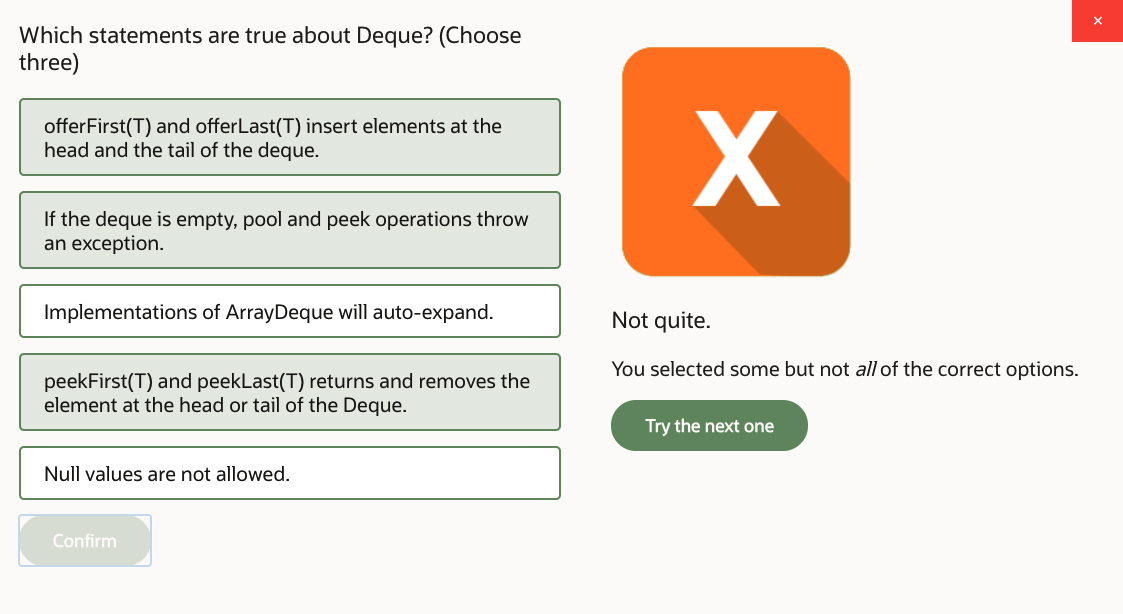 Which statements are true about Deque? (Choose
three)
offerFirst(T) and offerLast(T) insert elements at the
head and the tail of the deque.
If the deque is empty, pool and peek operations throw
an exception.
Implementations of ArrayDeque will auto-expand.
peekFirst(T) and peekLast(T) returns and removes the
element at the head or tail of the Deque.
Null values are not allowed.
Confirm
×
X
Not quite.
You selected some but not all of the correct options.
Try the next one